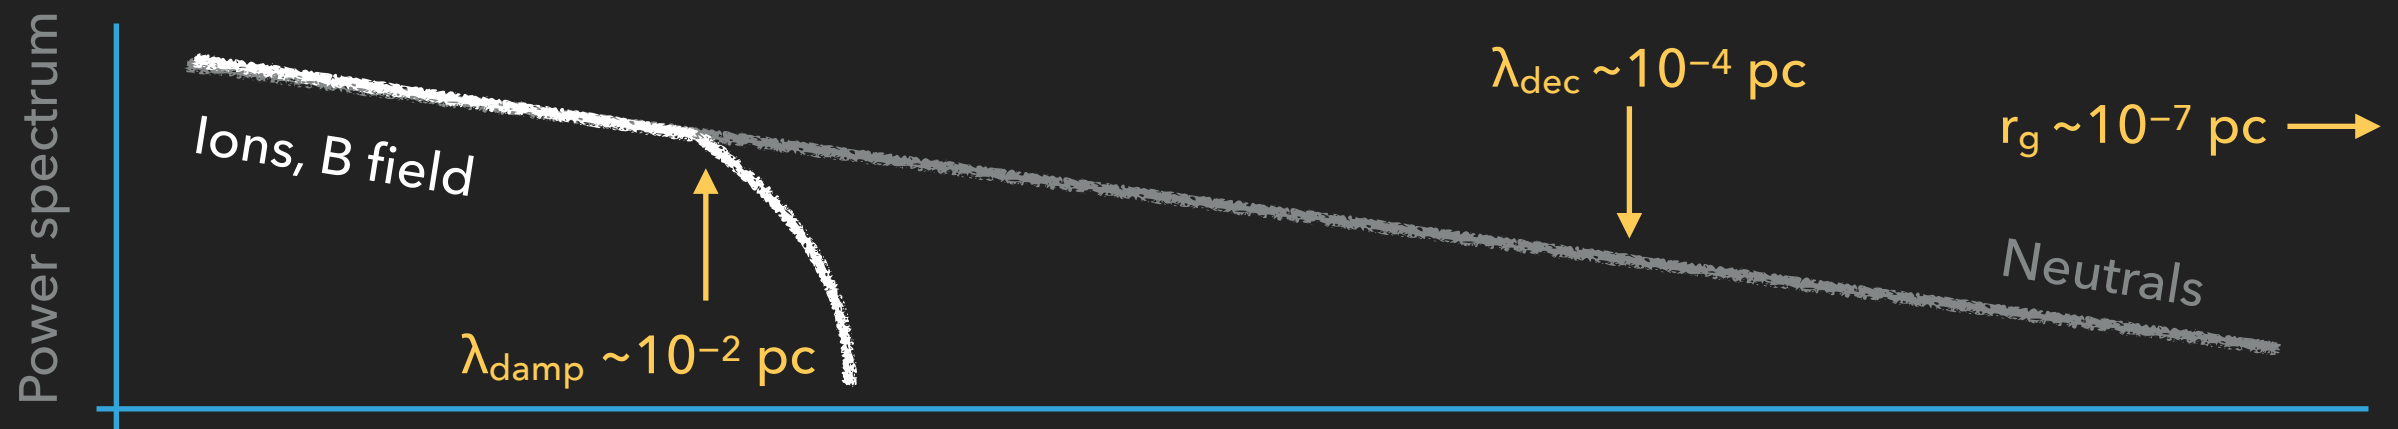 Power spectrum
Ions, B field
λdamp ~10⁻² pc
λdec ~10⁻⁴ pc
rg ~10⁻⁷ pc
Neutrals